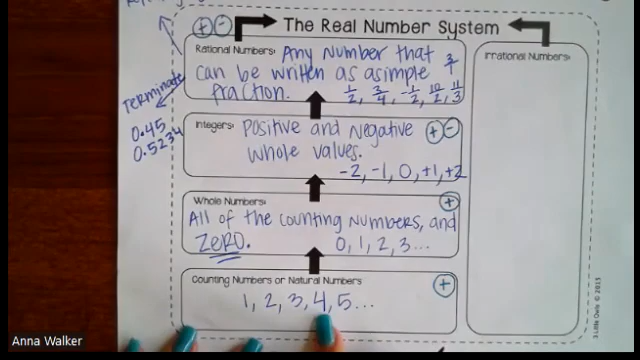 + -
The Real Number System
Rational Numbers: Any Number that
can be written as a simple
fraction. 1/2, 3/4, -1/2, 10/2, 11/3
Irrational Numbers:
Terminate
0.45
0.5234
Integers: Positive and Negative + -
Whole values.
-2, -1, 0, +1, +2
Whole Numbers: +
All of the Counting Numbers, and
ZERO. 0, 1, 2, 3...
Counting Numbers or Natural Numbers +
1, 2, 3, 4, 5...
3 Little Owls © 2015
Anna Walker